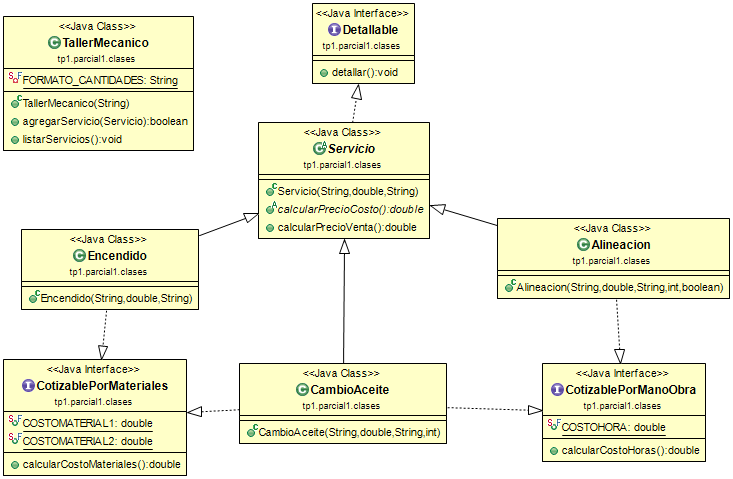 <<Java Class>>
TallerMecanico
tp1.parcial1.clases
FORMATO_CANTIDADES: String
TallerMecanico(String)
agregarServicio(Servicio):boolean
listarServicios():void
<<Java Interface>>
Detallable
tp1.parcial1.clases
detallar():void
<<Java Class>>
Servicio
tp1.parcial1.clases
Servicio(String,double,String)
calcularPrecioCosto():double
calcularPrecioVenta():double
<<Java Class>>
Encendido
tp1.parcial1.clases
Encendido(String,double,String)
<<Java Class>>
Alineacion
tp1.parcial1.clases
Alineacion(String,double,String,int,boolean)
<<Java Interface>>
CotizablePorMateriales
tp1.parcial1.clases
COSTOMATERIAL1: double
COSTOMATERIAL2: double
calcularCostoMateriales():double
<<Java Class>>
CambioAceite
tp1.parcial1.clases
CambioAceite(String,double,String,int)
<<Java Interface>>
CotizablePorManoObra
tp1.parcial1.clases
COSTOHORA: double
calcularCostoHoras():double